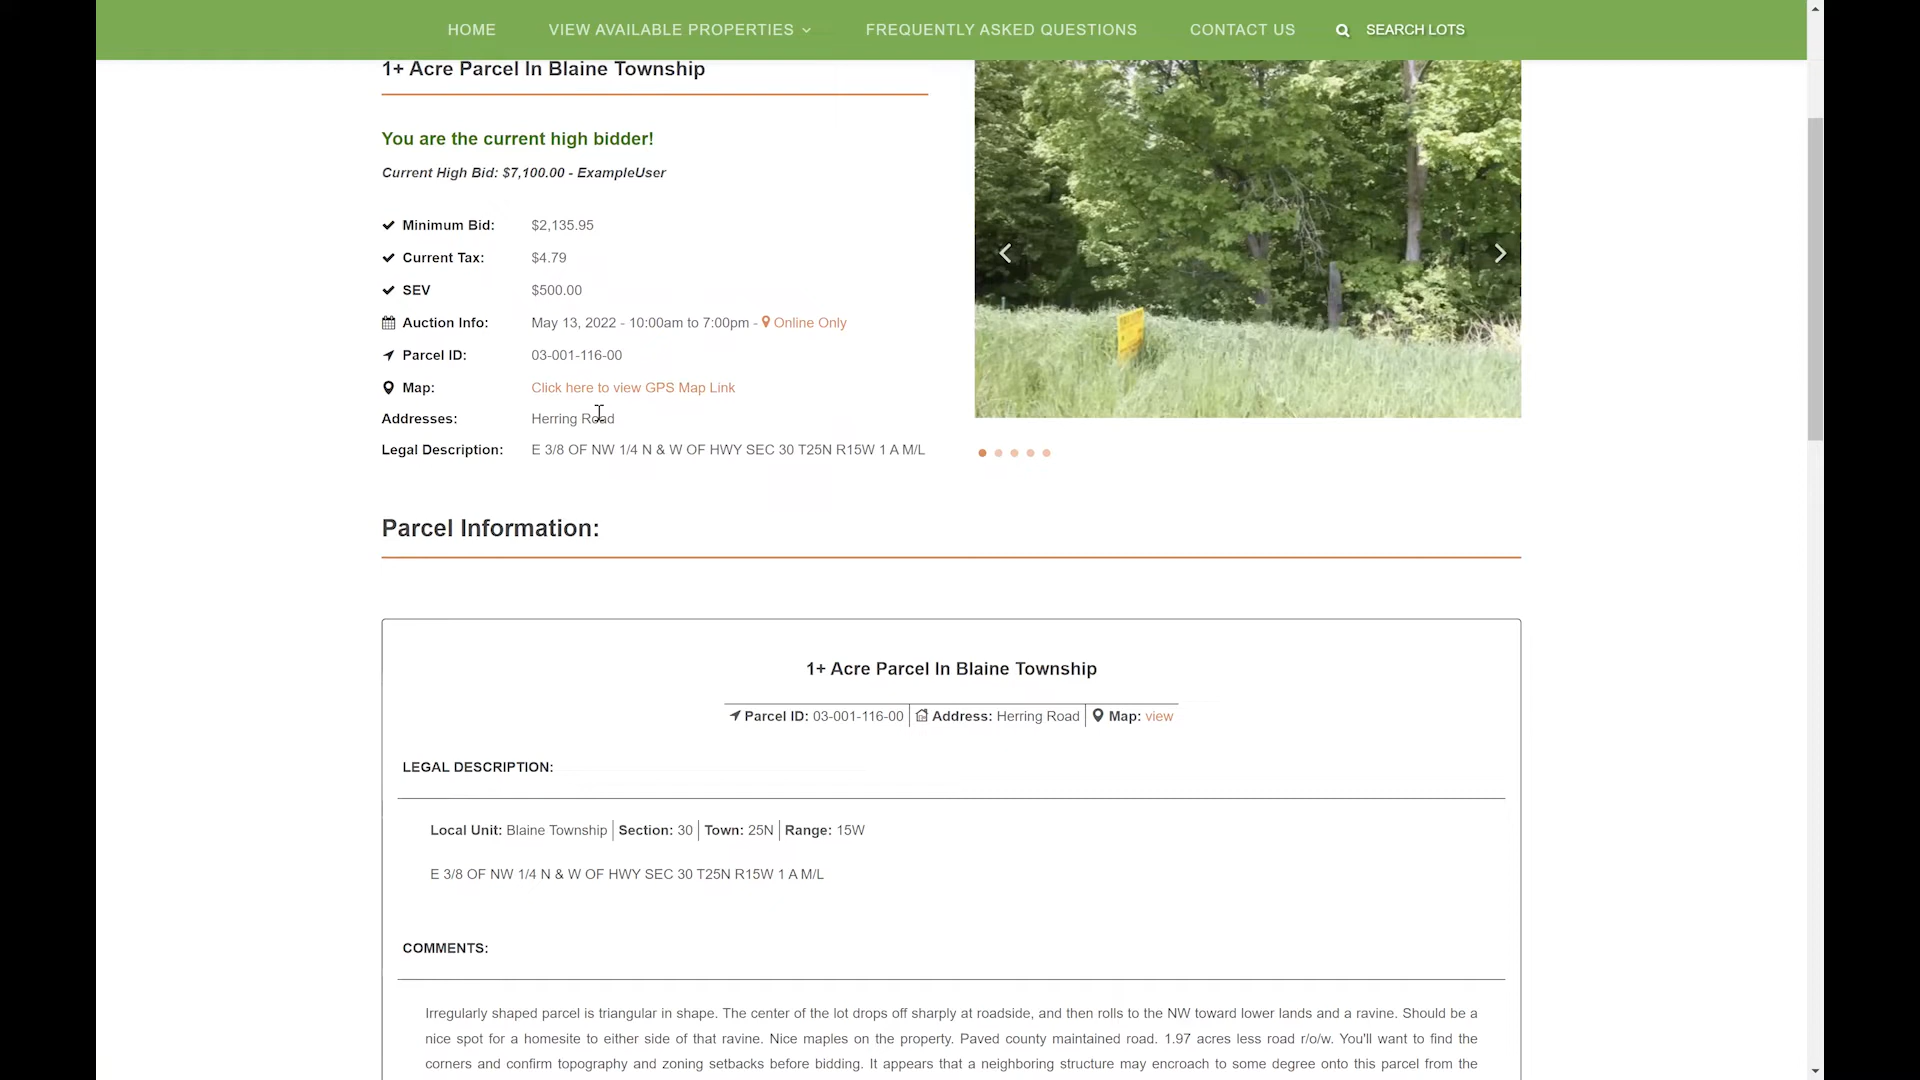 HOME VIEW AVAILABLE PROPERTIES FREQUENTLY ASKED QUESTIONS CONTACT US SEARCH LOTS
1+ Acre Parcel In Blaine Township
You are the current high bidder!
Current High Bid: $7,100.00 - ExampleUser
Minimum Bid: $2,135.95
Current Tax: $4.79
SEV $500.00
Auction Info: May 13, 2022 - 10:00am to 7:00pm - Online Only
Parcel ID: 03-001-116-00
Map: Click here to view GPS Map Link
Addresses: Herring Road
Legal Description: E 3/8 OF NW 1/4 N & W OF HWY SEC 30 T25N R15W 1 A M/L
Parcel Information:
1+ Acre Parcel In Blaine Township
Parcel ID: 03-001-116-00 Address: Herring Road Map: view
LEGAL DESCRIPTION:
Local Unit: Blaine Township Section: 30 Town: 25N Range: 15W
E 3/8 OF NW 1/4 N & W OF HWY SEC 30 T25N R15W 1 A M/L
COMMENTS:
Irregularly shaped parcel is triangular in shape. The center of the lot drops off sharply at roadside, and then rolls to the NW toward lower lands and a ravine. Should be a
nice spot for a homesite to either side of that ravine. Nice maples on the property. Paved county maintained road. 1.97 acres less road r/o/w. You'll want to find the
corners and confirm topography and zoning setbacks before bidding. It appears that a neighboring structure may encroach to some degree onto this parcel from the